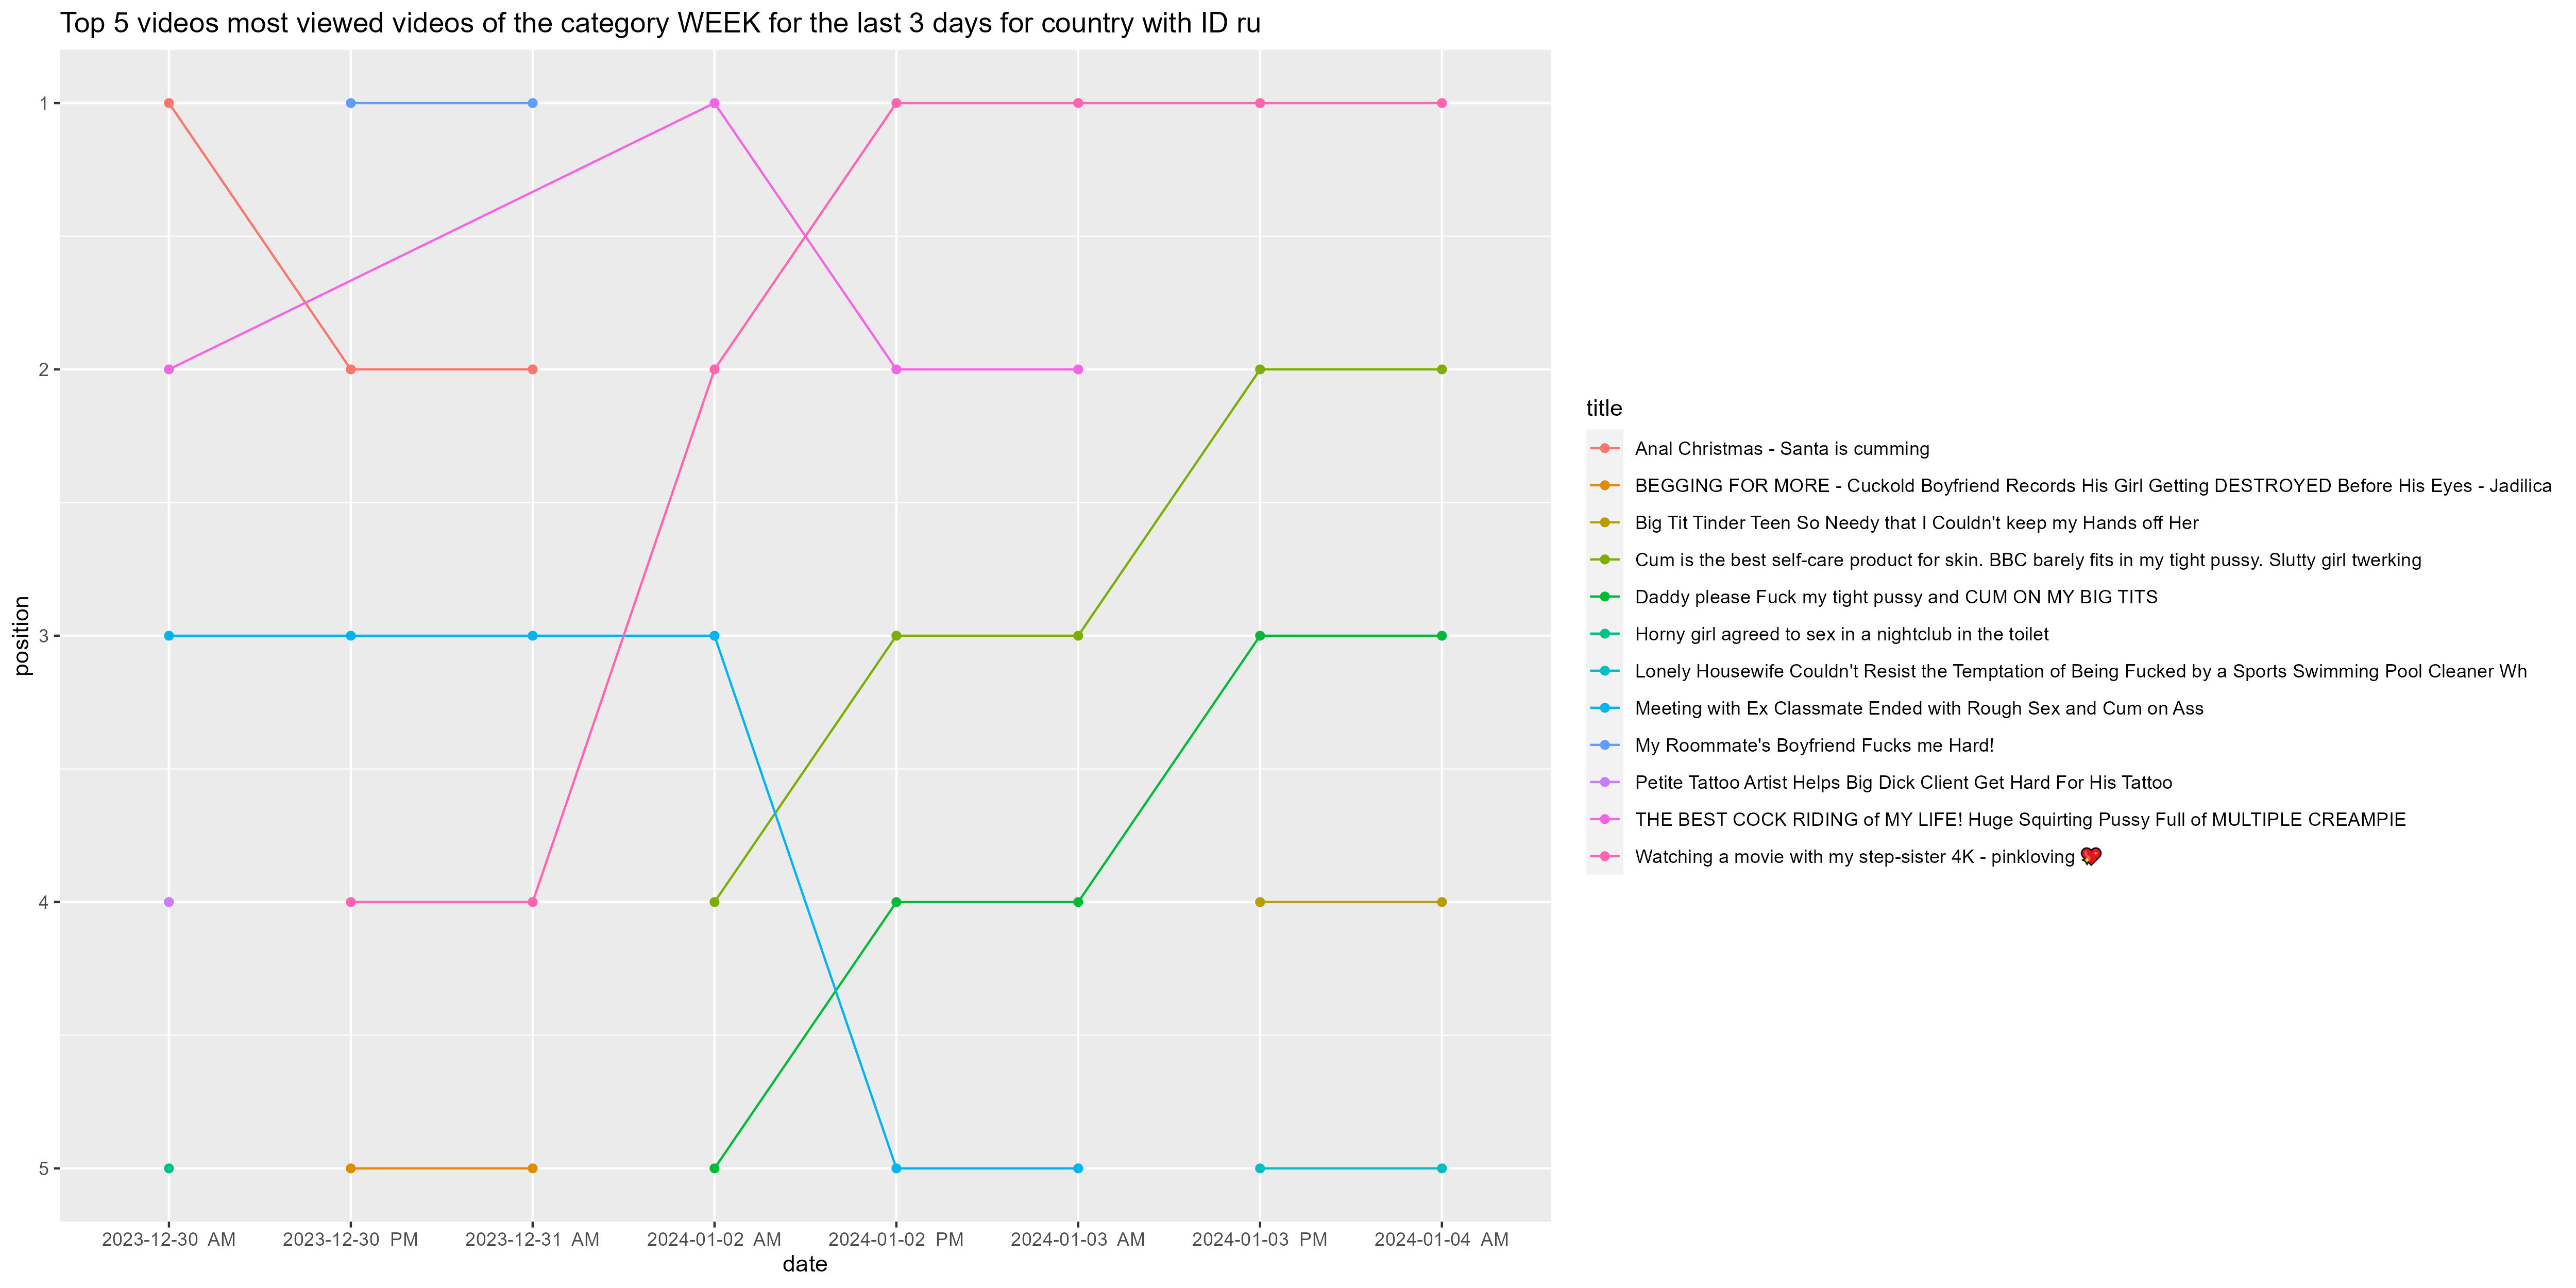 Top 5 videos most viewed videos of the category WEEK for the last 3 days for country with ID ru
1
2
3
4
5
position
2023-12-30 AM
2023-12-30 PM
2023-12-31 AM
2024-01-02 AM
2024-01-02 PM
2024-01-03 AM
2024-01-03 PM
2024-01-04 AM
date
title
Anal Christmas - Santa is cumming
BEGGING FOR MORE - Cuckold Boyfriend Records His Girl Getting DESTROYED Before His Eyes - Jadilica
Big Tit Tinder Teen So Needy that I Couldn't keep my Hands off Her
Cum is the best self-care product for skin. BBC barely fits in my tight pussy. Slutty girl twerking
Daddy please Fuck my tight pussy and CUM ON MY BIG TITS
Horny girl agreed to sex in a nightclub in the toilet
Lonely Housewife Couldn't Resist the Temptation of Being Fucked by a Sports Swimming Pool Cleaner Wh
Meeting with Ex Classmate Ended with Rough Sex and Cum on Ass
My Roommate's Boyfriend Fucks me Hard!
Petite Tattoo Artist Helps Big Dick Client Get Hard For His Tattoo
THE BEST COCK RIDING of MY LIFE! Huge Squirting Pussy Full of MULTIPLE CREAMPIE
Watching a movie with my step-sister 4K - pinkloving 💖